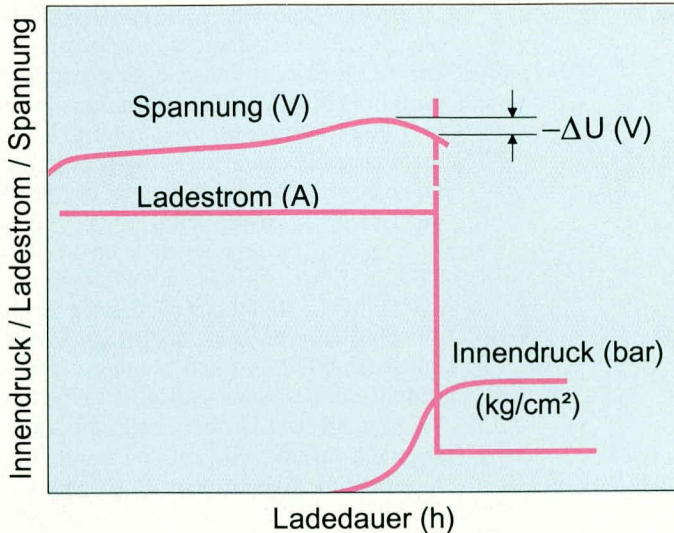 Innendruck / Ladestrom / Spannung
Spannung (V)
–ΔU (V)
Ladestrom (A)
Innendruck (bar)
(kg/cm²)
Ladedauer (h)